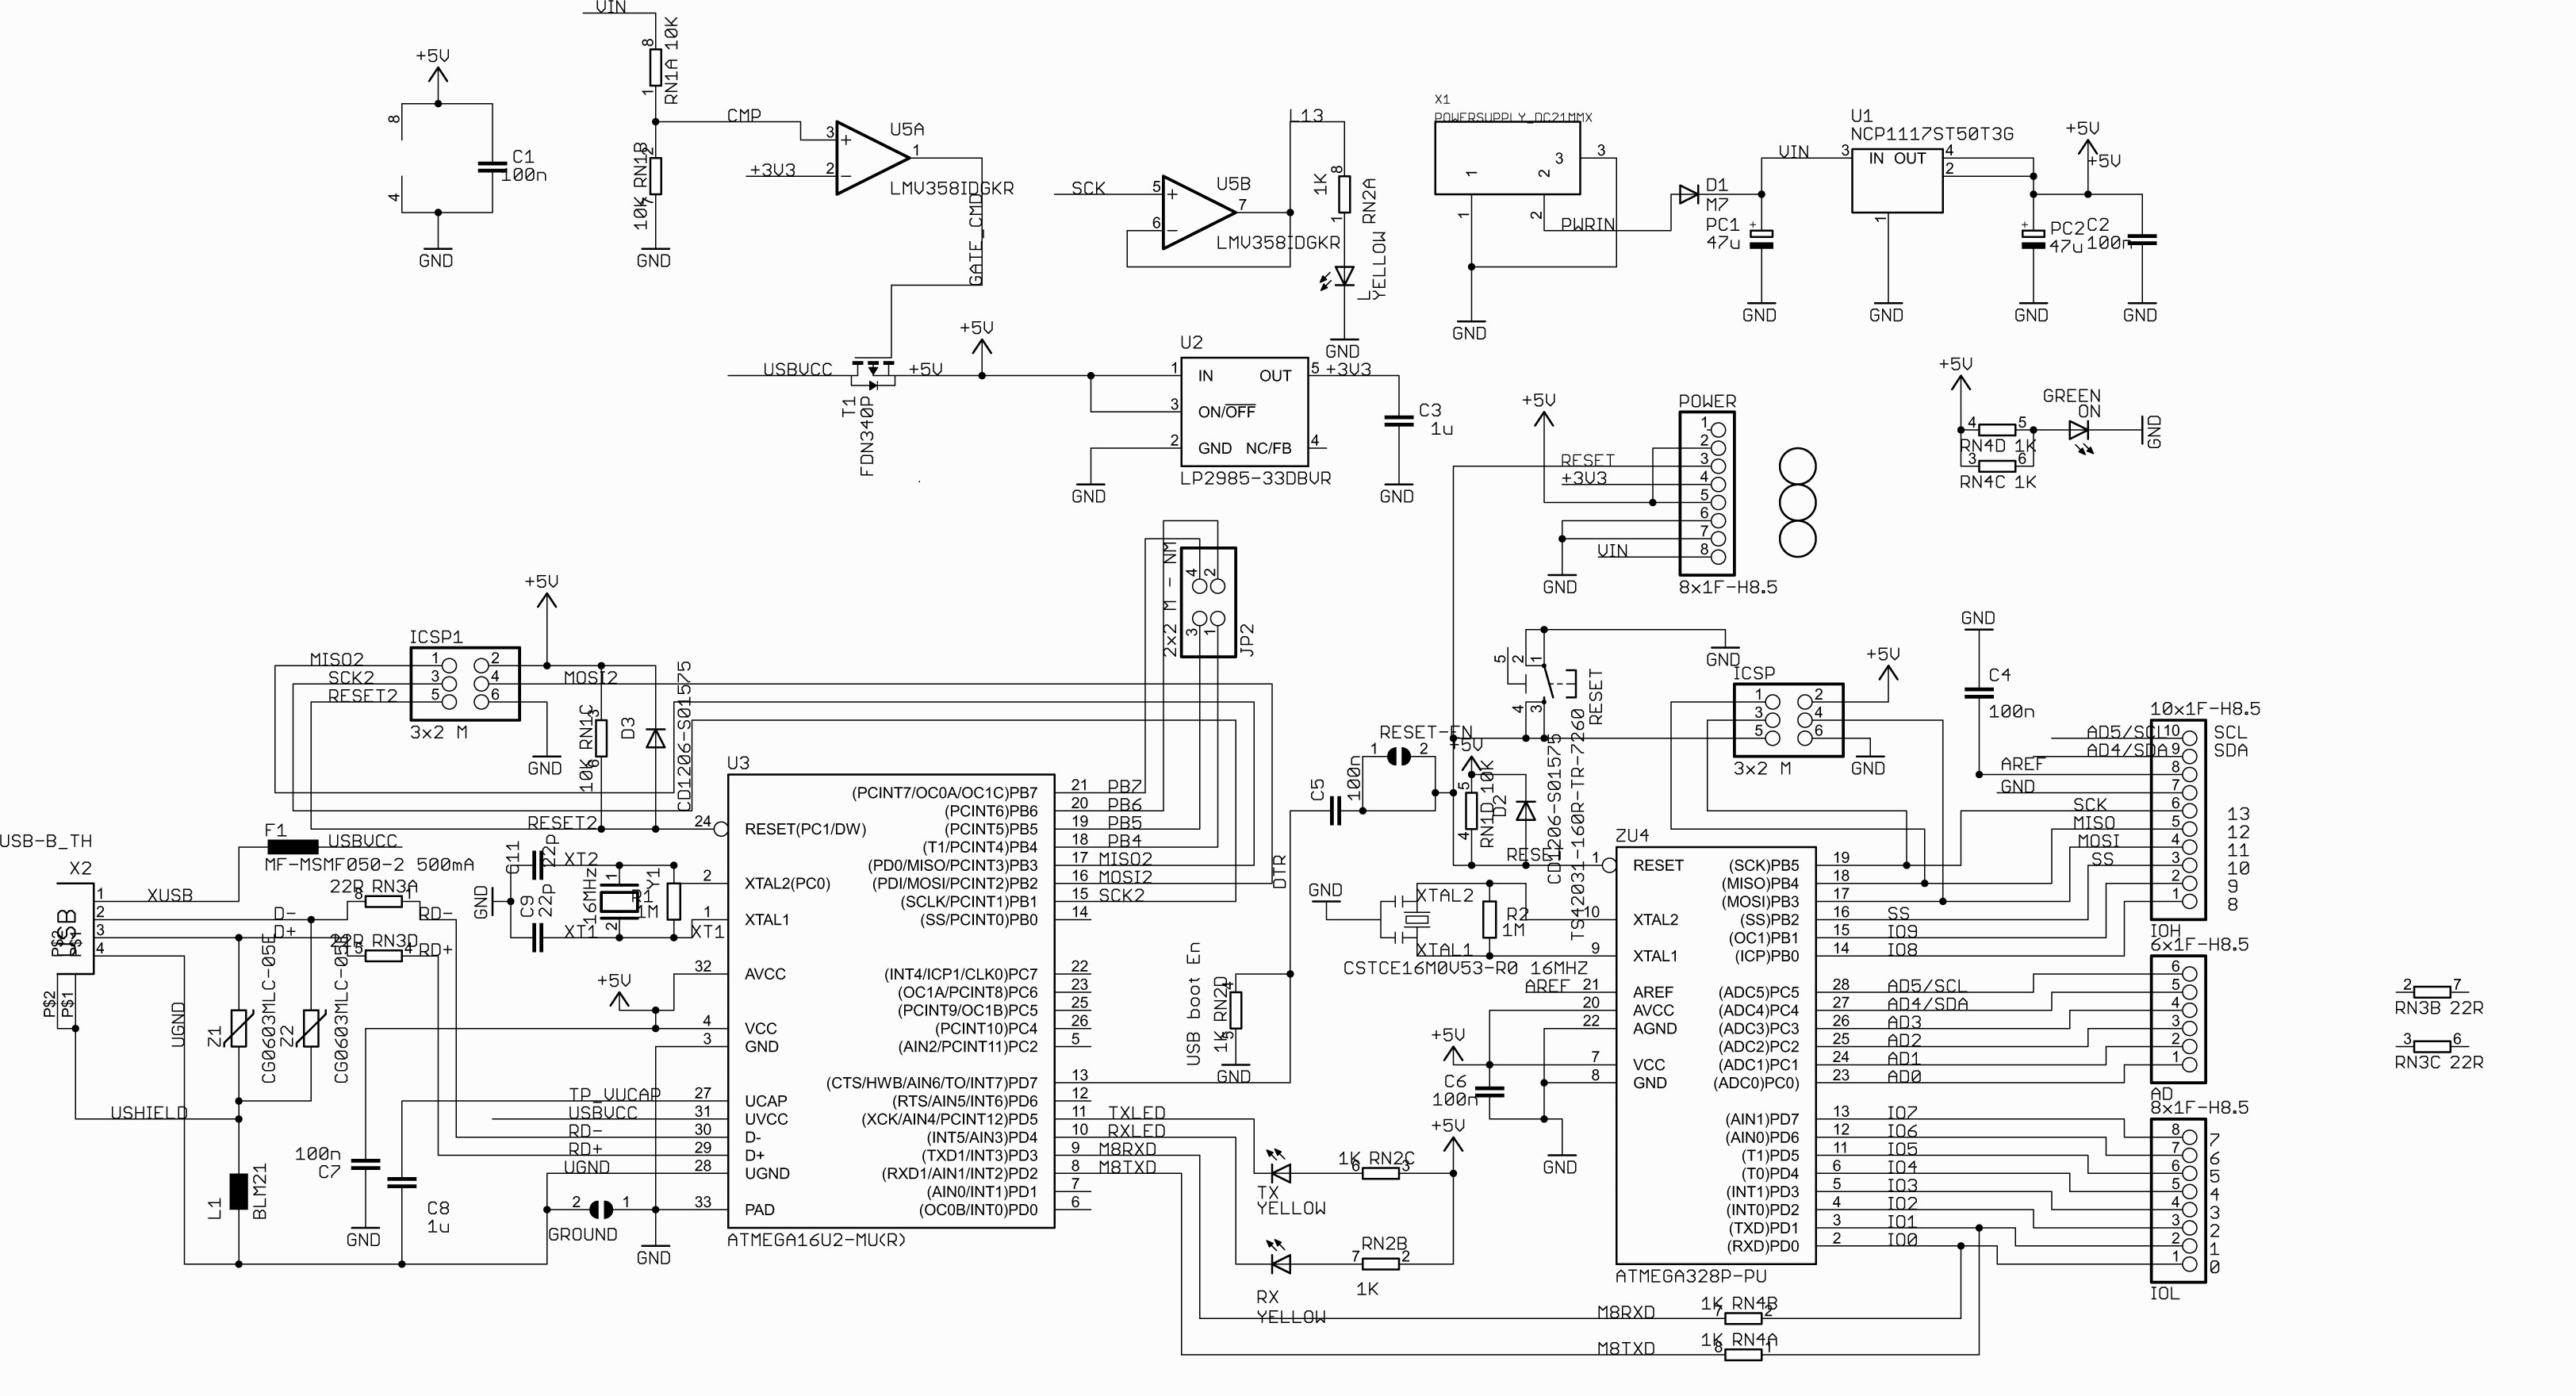 VIN
+5V
8
4
C1
100n
GND
8
RN1A 10K
1
CMP
+3V3
10K RN1B
2
7
GND
3
2
U5A
1
LMV358IDGKR
GATE_CMD
SCK
5
6
U5B
7
LMV358IDGKR
L13
1K
8
RN2A
1
L
YELLOW
GND
X1
POWERSUPPLY_DC21MMX
3
3
1
2
1
2
PWRIN
GND
D1
M7
PC1
47u
GND
VIN
U1
NCP1117ST50T3G
3
IN OUT
4
2
1
GND
+5V
+5V
PC2
47u
C2
100n
GND
GND
USBVCC
+5V
+5V
T1
FDN340P
U2
1
IN
OUT
5
+3V3
3
ON/OFF
2
GND
NC/FB
4
LP2985-33DBVR
GND
C3
1u
GND
+5V
POWER
1
2
RESET
3
+3V3
4
5
6
7
VIN
8
GND
8x1F-H8.5
+5V
GREEN
ON
4
5
RN4D 1K
3
6
RN4C 1K
GND
2x2 M - NM
4
2
3
1
JP2
+5V
ICSP1
MISO2
1
2
SCK2
3
4
MOSI2
RESET2
5
6
3x2 M
GND
10K RN1C
3
6
D3
CD1206-S01575
5
2
1
4
3
RESET
TS42031-160R-TR-7260
GND
ICSP
+5V
1
2
3
4
5
6
3x2 M
GND
GND
C4
100n
10x1F-H8.5
AD5/SCL
10
SCL
AD4/SDA
9
SDA
AREF
8
GND
7
SCK
6
13
MISO
5
12
MOSI
4
11
SS
3
10
2
9
1
8
IOH
RESET-EN
1
2
+5V
C5
100n
5
RN1D 10K
4
D2
CD1206-S01575
RESET
DTR
USB-B_TH
X2
F1
USBVCC
MF-MSMF050-2 500mA
1
XUSB
2
D-
22R RN3A
8
1
RD-
3
D+
22R RN3D
5
4
RD+
4
USB
P$2
P$1
UGND
USHIELD
Z1
CG0603MLC-05E
Z2
CG0603MLC-05E
L1
BLM21
100n
C7
GND
C8
1u
GND
C11
22p
XT2
C9
22p
XT1
16MHz
1
2
Y1
R1
1M
XT1
RESET2
+5V
TP_VUCAP
USBVCC
RD-
RD+
UGND
2
1
GROUND
GND
U3
24
RESET(PC1/DW)
2
XTAL2(PC0)
1
XTAL1
32
AVCC
4
VCC
3
GND
27
UCAP
31
UVCC
30
D-
29
D+
28
UGND
33
PAD
(PCINT7/OC0A/OC1C)PB7
21
PB7
(PCINT6)PB6
20
PB6
(PCINT5)PB5
19
PB5
(T1/PCINT4)PB4
18
PB4
(PD0/MISO/PCINT3)PB3
17
MISO2
(PDI/MOSI/PCINT2)PB2
16
MOSI2
(SCLK/PCINT1)PB1
15
SCK2
(SS/PCINT0)PB0
14
(INT4/ICP1/CLK0)PC7
22
(OC1A/PCINT8)PC6
23
(PCINT9/OC1B)PC5
25
(PCINT10)PC4
26
(AIN2/PCINT11)PC2
5
(CTS/HWB/AIN6/TO/INT7)PD7
13
(RTS/AIN5/INT6)PD6
12
(XCK/AIN4/PCINT12)PD5
11
TXLED
(INT5/AIN3)PD4
10
RXLED
(TXD1/INT3)PD3
9
M8RXD
(RXD1/AIN1/INT2)PD2
8
M8TXD
(AIN0/INT1)PD1
7
(OC0B/INT0)PD0
6
ATMEGA16U2-MU(R)
USB boot En
1K RN2D
4
5
GND
TX
YELLOW
1K RN2C
6
3
+5V
RX
YELLOW
RN2B
7
2
1K
GND
XTAL2
XTAL1
R2
1M
CSTCE16M0V53-R0 16MHZ
AREF
+5V
C6
100n
GND
ZU4
1
RESET
10
XTAL2
9
XTAL1
21
AREF
20
AVCC
22
AGND
7
VCC
8
GND
(SCK)PB5
19
(MISO)PB4
18
(MOSI)PB3
17
(SS)PB2
16
SS
(OC1)PB1
15
IO9
(ICP)PB0
14
IO8
(ADC5)PC5
28
AD5/SCL
(ADC4)PC4
27
AD4/SDA
(ADC3)PC3
26
AD3
(ADC2)PC2
25
AD2
(ADC1)PC1
24
AD1
(ADC0)PC0)
23
AD0
(AIN1)PD7
13
IO7
(AIN0)PD6
12
IO6
(T1)PD5
11
IO5
(T0)PD4
6
IO4
(INT1)PD3
5
IO3
(INT0)PD2
4
IO2
(TXD)PD1
3
IO1
(RXD)PD0
2
IO0
ATMEGA328P-PU
6x1F-H8.5
6
5
4
3
2
1
AD
8x1F-H8.5
8
7
7
6
6
5
5
4
4
3
3
2
2
1
1
0
IOL
2
7
RN3B 22R
3
6
RN3C 22R
M8RXD
1K RN4B
7
2
M8TXD
1K RN4A
8
1